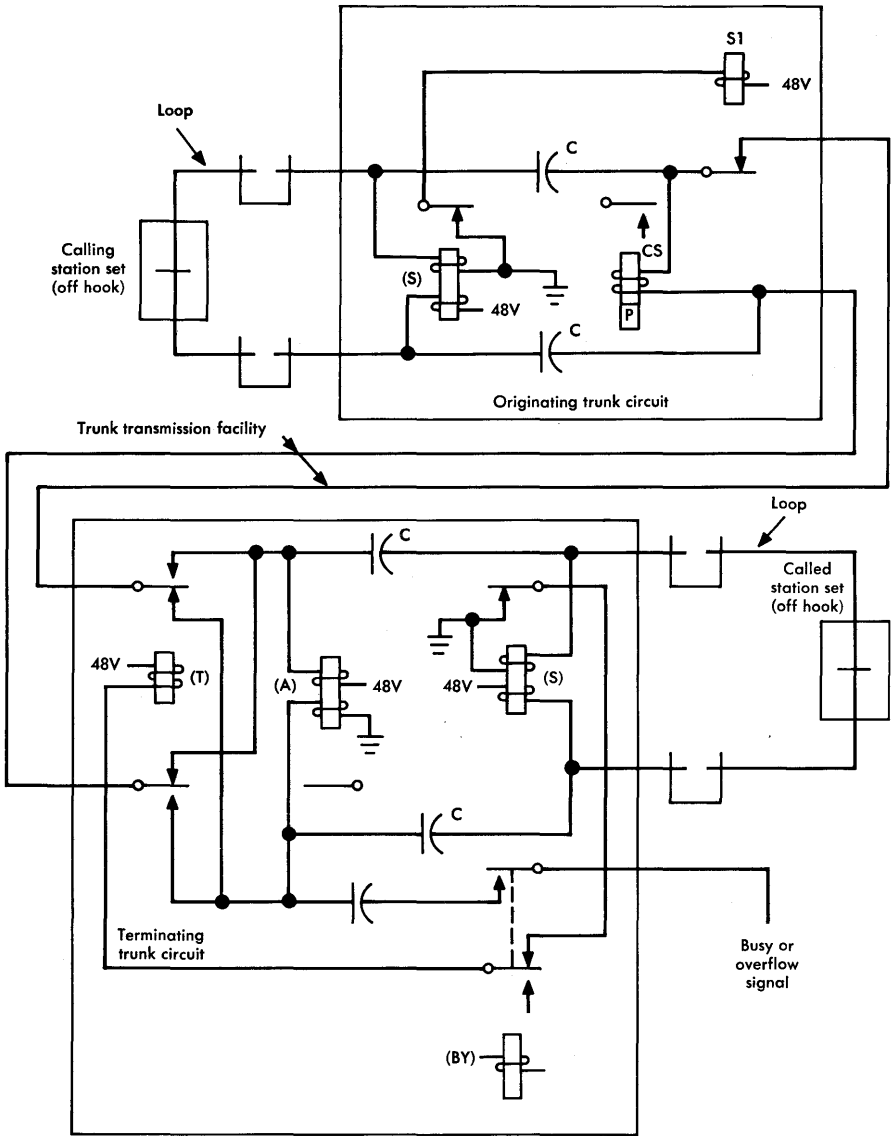 S1
48V
Loop
C
Calling
station set
(off hook)
(S)
CS
48V
P
C
Originating trunk circuit
Trunk transmission facility
Loop
C
Called
station set
(off hook)
48V
(T)
(A)
48V
48V
(S)
C
Terminating
trunk circuit
Busy or
overflow
signal
(BY)